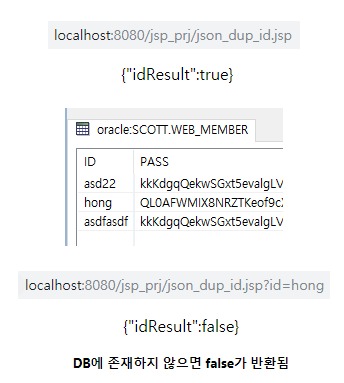 localhost:8080/jsp_prj/json_dup_id.jsp
{"idResult":true}
oracle:SCOTT.WEB_MEMBER
ID PASS
asd22 kkKdgqQekwSGxt5evalgLV
hong QL0AFWMIX8NRZTKeof9c
asdfasdf kkKdgqQekwSGxt5evalgLV
localhost:8080/jsp_prj/json_dup_id.jsp?id=hong
{"idResult":false}
DB에 존재하지 않으면 false가 반환됨